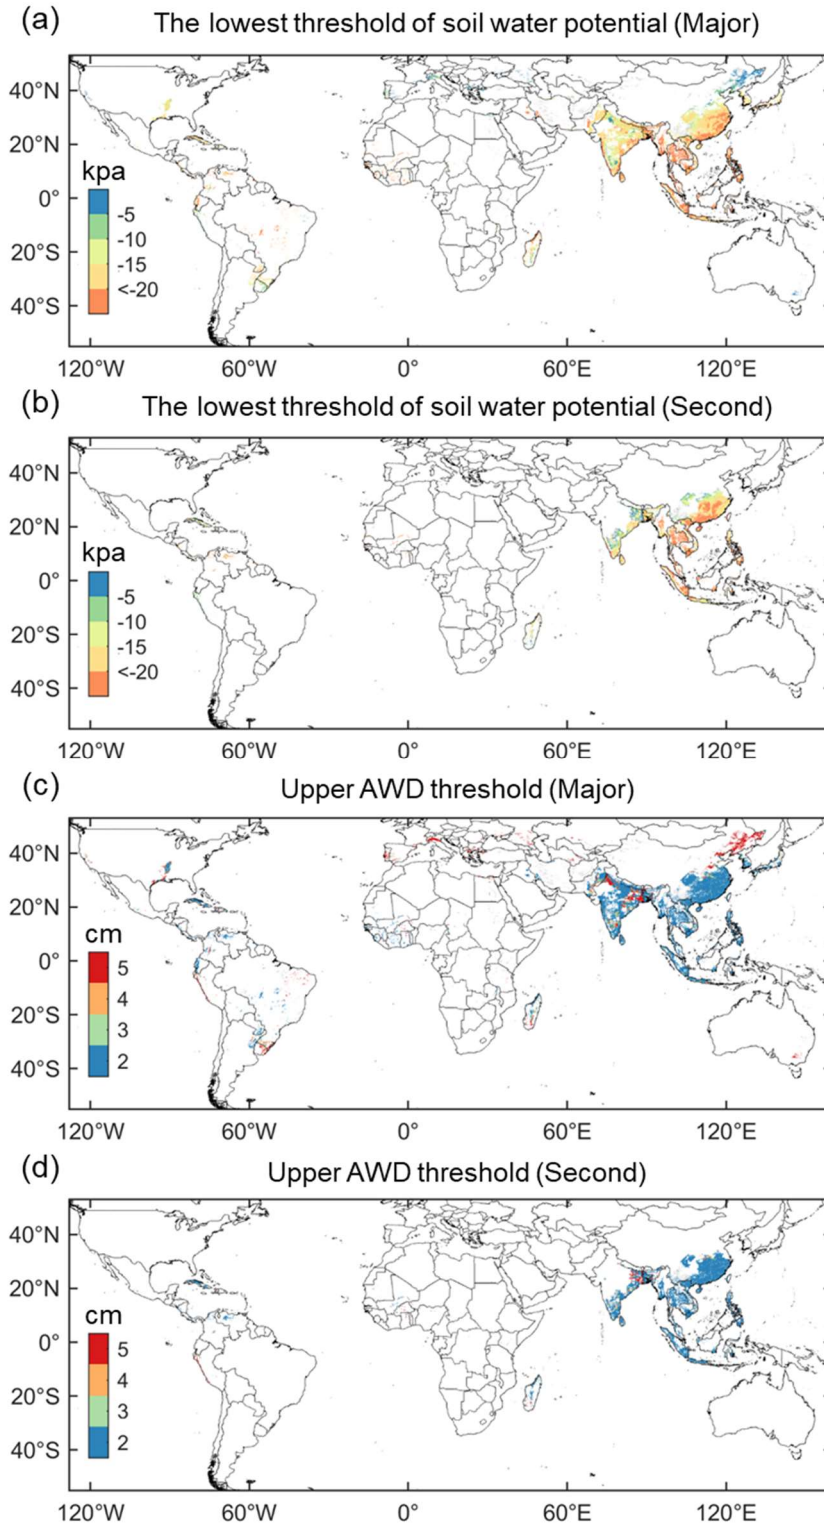 (a) The lowest threshold of soil water potential (Major)
40°N
20°N
0°
20°S
40°S
kpa
-5
-10
-15
<-20
120°W 60°W 0° 60°E 120°E
(b) The lowest threshold of soil water potential (Second)
40°N
20°N
0°
20°S
40°S
kpa
-5
-10
-15
<-20
120°W 60°W 0° 60°E 120°E
(c) Upper AWD threshold (Major)
40°N
20°N
0°
20°S
40°S
cm
5
4
3
2
120°W 60°W 0° 60°E 120°E
(d) Upper AWD threshold (Second)
40°N
20°N
0°
20°S
40°S
cm
5
4
3
2
120°W 60°W 0° 60°E 120°E